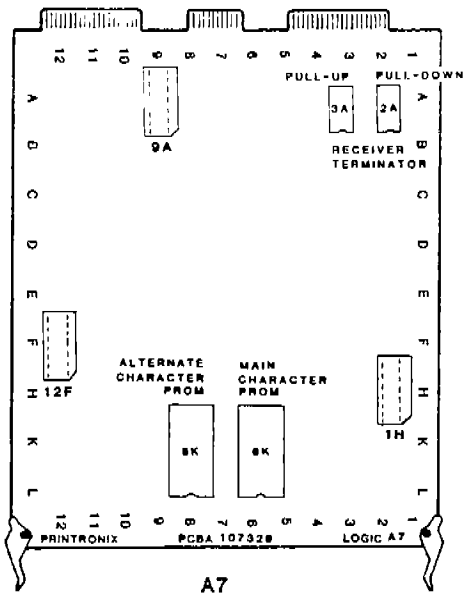 12 11 10 9 8 7 6 5 4 3 2 1
PULL-UP PULL-DOWN
A A
3A 2A
B B
9A
RECEIVER
TERMINATOR
C C
D D
E E
F F
ALTERNATE
CHARACTER
PROM
MAIN
CHARACTER
PROM
H H
12F
1H
K K
8K 6K
L L
12 11 10 9 8 7 6 5 4 3 2 1
PRINTRONIX PCBA 107329 LOGIC A7
A7